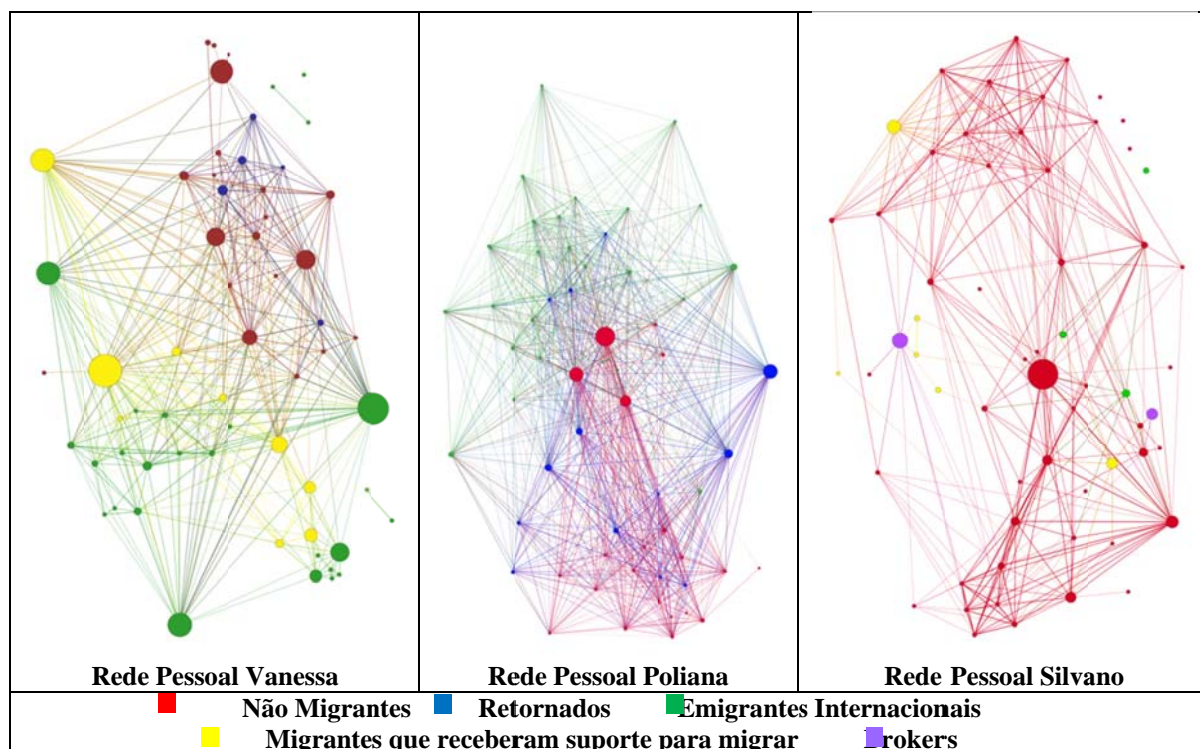 Rede Pessoal Vanessa
Rede Pessoal Poliana
Rede Pessoal Silvano
Não Migrantes Retornados Emigrantes Internacionais
Migrantes que receberam suporte para migrar Brokers